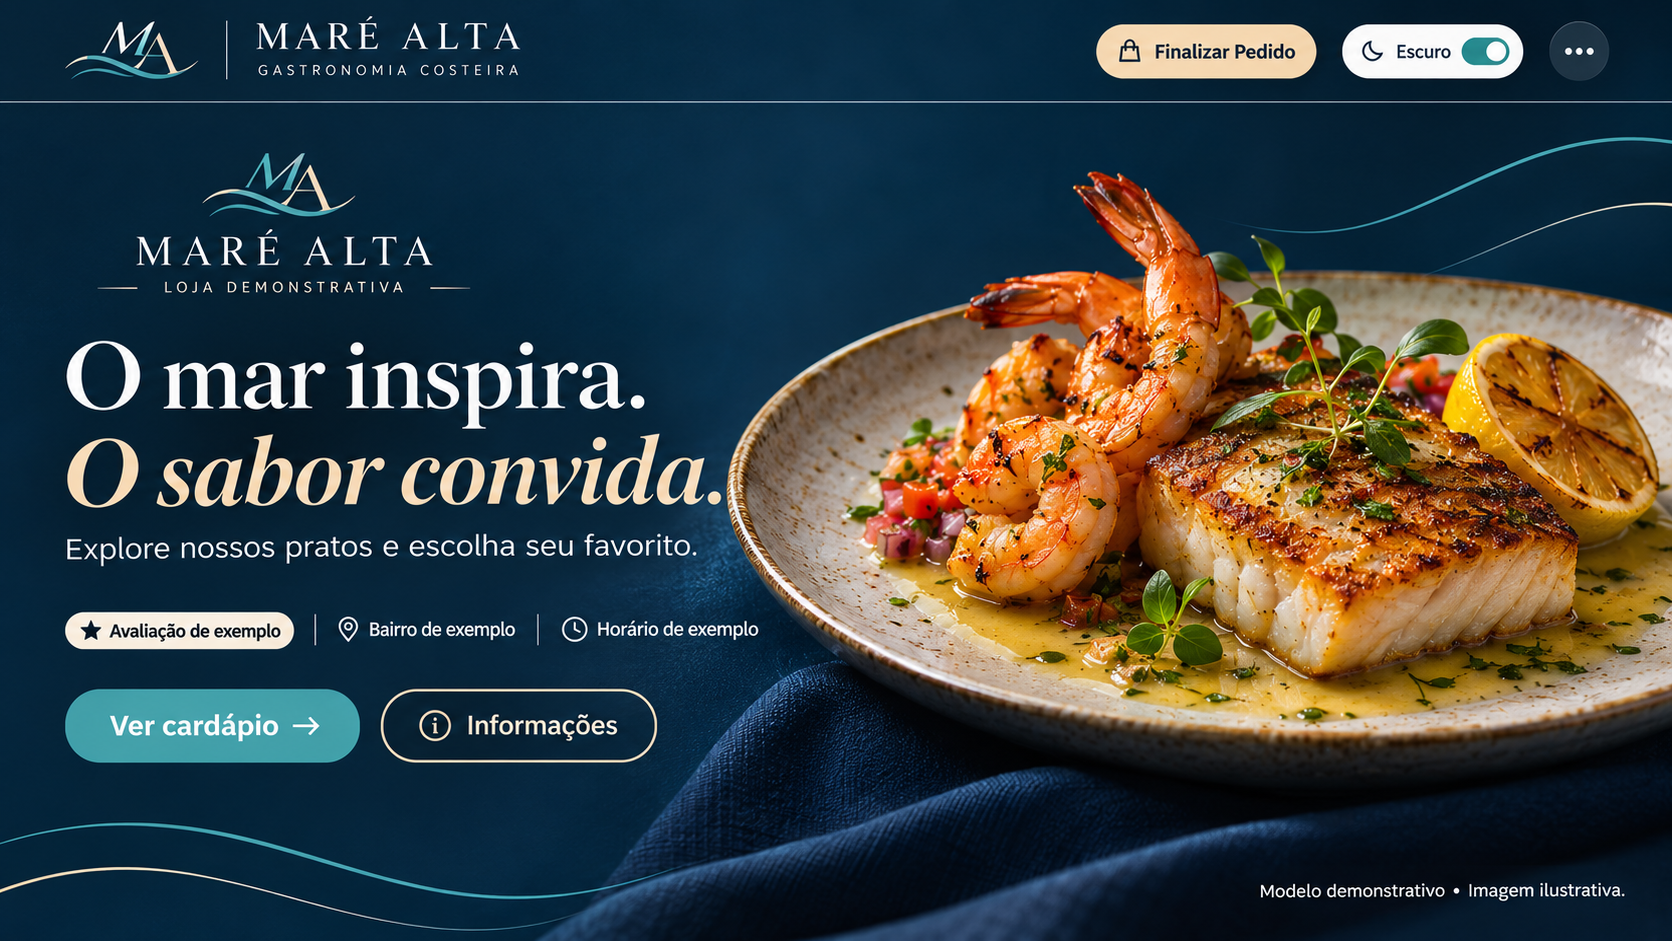 MA
MARÉ ALTA
GASTRONOMIA COSTEIRA
Finalizar Pedido
Escuro
MA
MARÉ ALTA
LOJA DEMONSTRATIVA
O mar inspira.
O sabor convida.
Explore nossos pratos e escolha seu favorito.
Avaliação de exemplo
Bairro de exemplo
Horário de exemplo
Ver cardápio →
Informações
Modelo demonstrativo • Imagem ilustrativa.